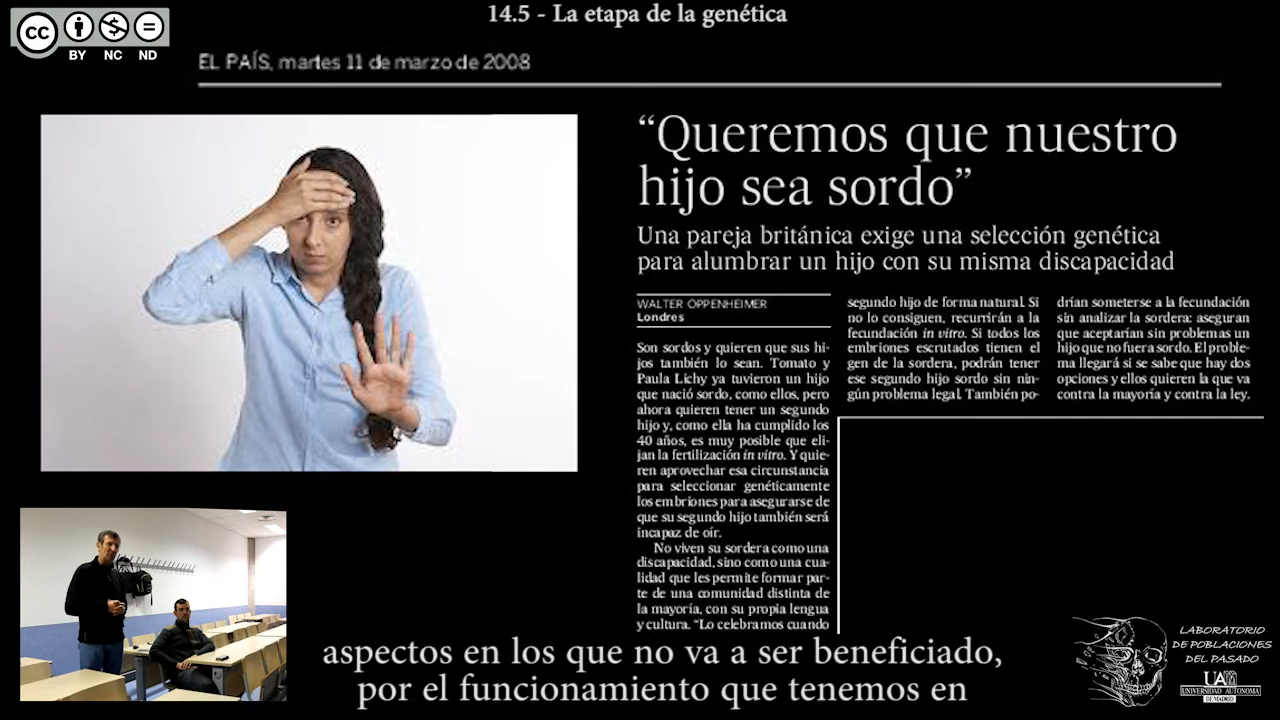 14.5 - La etapa de la genética
CC
BY NC ND
EL PAÍS, martes 11 de marzo de 2008
“Queremos que nuestro
hijo sea sordo”
Una pareja británica exige una selección genética
para alumbrar un hijo con su misma discapacidad
WALTER OPPENHEIMER
Londres
Son sordos y quieren que sus hi-
jos también lo sean. Tomato y
Paula Lichy ya tuvieron un hijo
que nació sordo, como ellos, pero
ahora quieren tener un segundo
hijo y, como ella ha cumplido los
40 años, es muy posible que eli-
jan la fertilización in vitro. Y quie-
ren aprovechar esa circunstancia
para seleccionar genéticamente
los embriones para asegurarse de
que su segundo hijo también será
incapaz de oír.
No viven su sordera como una
discapacidad, sino como una cua-
lidad que les permite formar par-
te de una comunidad distinta de
la mayoría, con su propia lengua
y cultura. “Lo celebramos cuando
segundo hijo de forma natural. Si
no lo consiguen, recurrirán a la
fecundación in vitro. Si todos los
embriones escrutados tienen el
gen de la sordera, podrán tener
ese segundo hijo sordo sin nin-
gún problema legal. También po-
drían someterse a la fecundación
sin analizar la sordera: aseguran
que aceptarían sin problemas un
hijo que no fuera sordo. El proble-
ma llegará si se sabe que hay dos
opciones y ellos quieren la que va
contra la mayoría y contra la ley.
aspectos en los que no va a ser beneficiado,
por el funcionamiento que tenemos en
LABORATORIO
DE POBLACIONES
DEL PASADO
UAM
UNIVERSIDAD AUTONOMA
DE MADRID